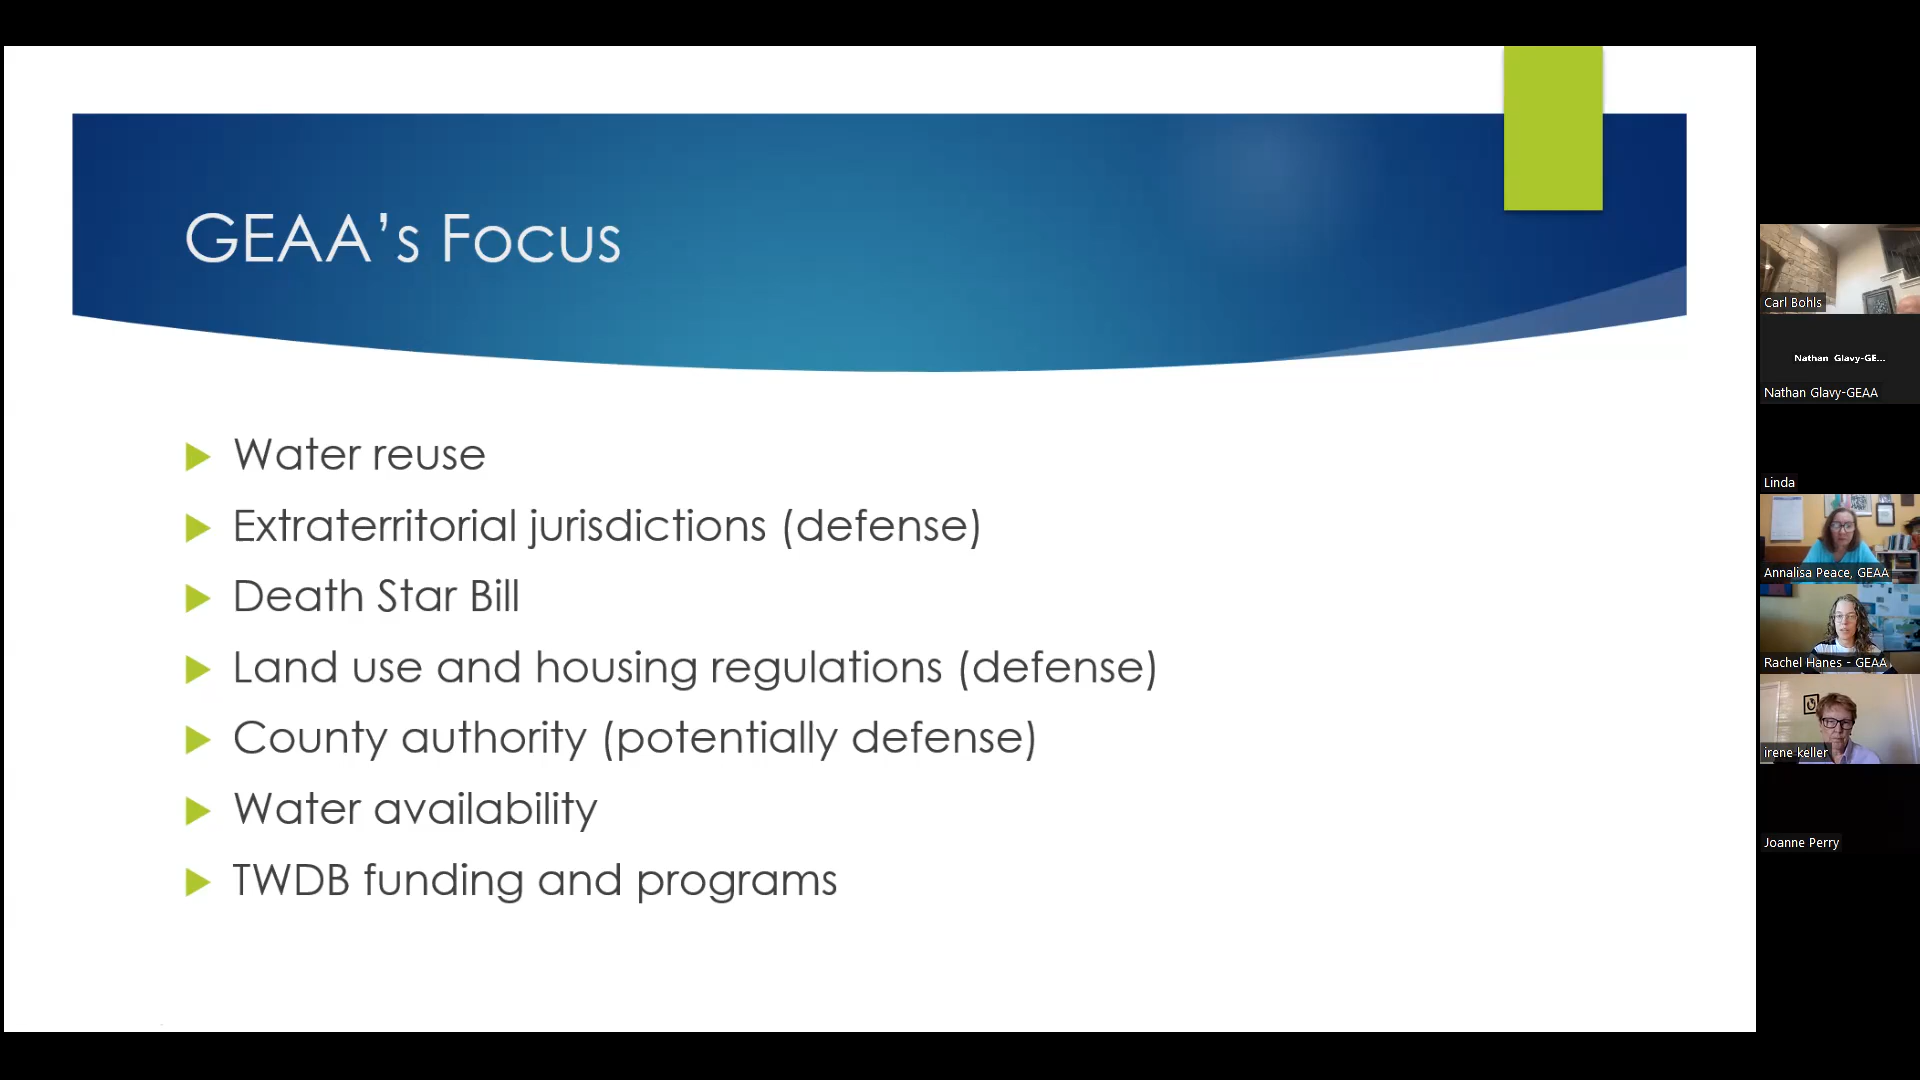 GEAA’s Focus
Water reuse
Extraterritorial jurisdictions (defense)
Death Star Bill
Land use and housing regulations (defense)
County authority (potentially defense)
Water availability
TWDB funding and programs
Carl Bohls
Nathan Glavy-GE...
Nathan Glavy-GEAA
Linda
Annalisa Peace, GEAA
Rachel Hanes - GEAA
irene keller
Joanne Perry